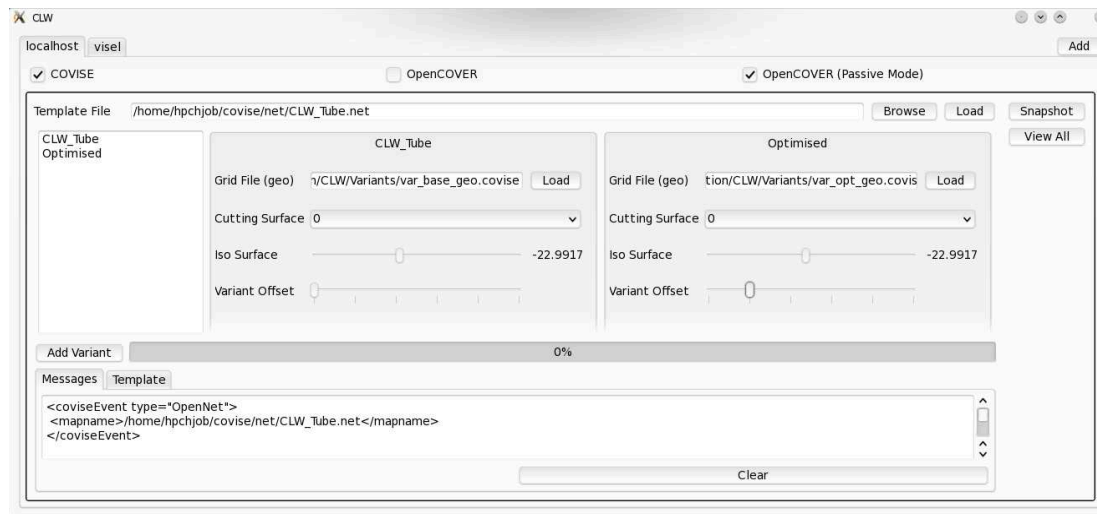 CLW
localhost visel Add
COVISE OpenCOVER OpenCOVER (Passive Mode)
Template File /home/hpchjob/covise/net/CLW_Tube.net Browse Load Snapshot
View All
CLW_Tube
Optimised
CLW_Tube
Grid File (geo) n/CLW/Variants/var_base_geo.covise Load
Cutting Surface 0
Iso Surface -22.9917
Variant Offset
Optimised
Grid File (geo) tion/CLW/Variants/var_opt_geo.covis Load
Cutting Surface 0
Iso Surface -22.9917
Variant Offset
Add Variant 0%
Messages Template
<coviseEvent type="OpenNet">
<mapname>/home/hpchjob/covise/net/CLW_Tube.net</mapname>
</coviseEvent>
Clear